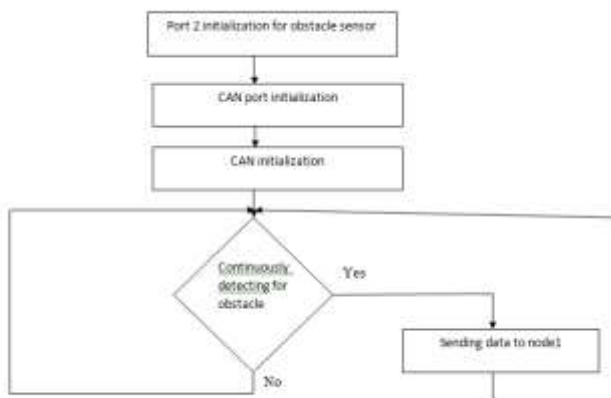 Port 2 initialization for obstacle sensor
CAN port initialization
CAN initialization
Continuously
detecting for
obstacle
Yes
Sending data to node1
No